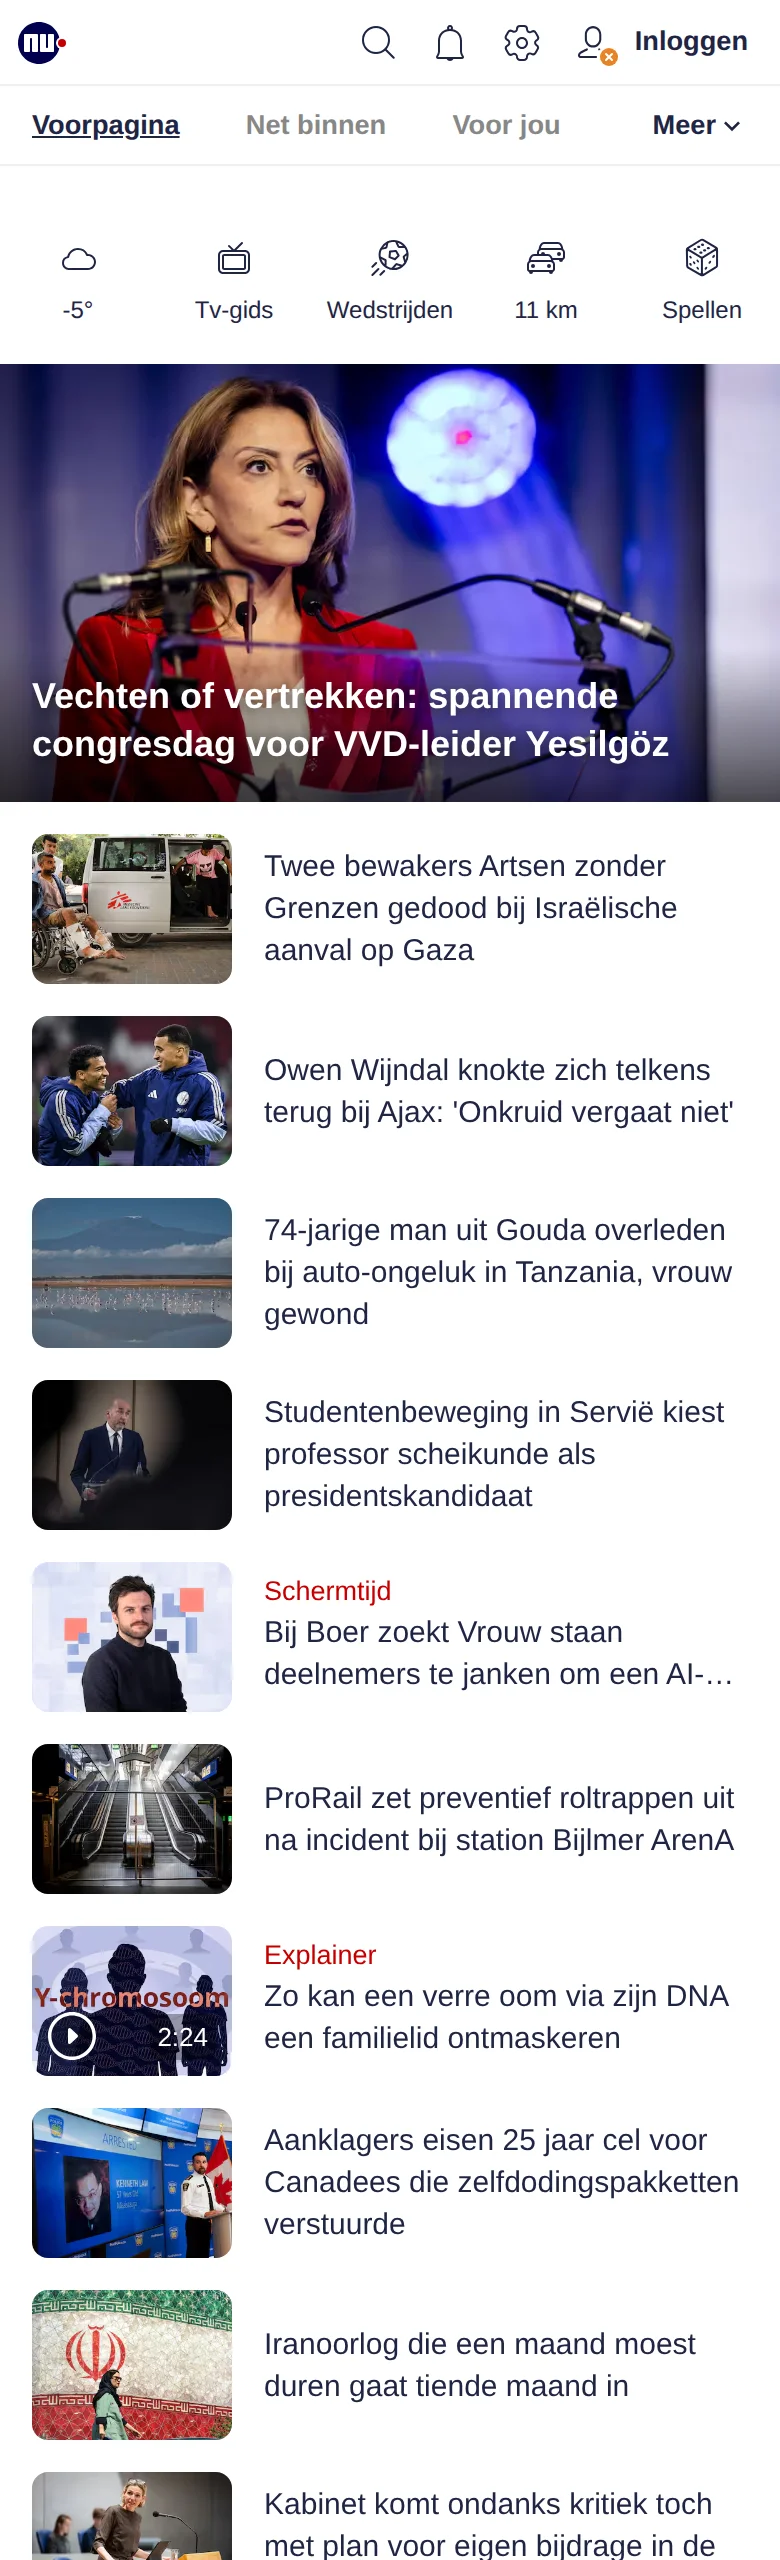 nu
Inloggen
Voorpagina
Net binnen
Voor jou
Meer
-5°
Tv-gids
Wedstrijden
11 km
Spellen
Vechten of vertrekken: spannende
congresdag voor VVD-leider Yesilgöz
Twee bewakers Artsen zonder
Grenzen gedood bij Israëlische
aanval op Gaza
Owen Wijndal knokte zich telkens
terug bij Ajax: 'Onkruid vergaat niet'
74-jarige man uit Gouda overleden
bij auto-ongeluk in Tanzania, vrouw
gewond
Studentenbeweging in Servië kiest
professor scheikunde als
presidentskandidaat
Schermtijd
Bij Boer zoekt Vrouw staan
deelnemers te janken om een AI-…
ProRail zet preventief roltrappen uit
na incident bij station Bijlmer ArenA
Y-chromosoom
2:24
Explainer
Zo kan een verre oom via zijn DNA
een familielid ontmaskeren
ARRESTED
KENNETH LAW
Aanklagers eisen 25 jaar cel voor
Canadees die zelfdodingspakketten
verstuurde
Iranoorlog die een maand moest
duren gaat tiende maand in
Kabinet komt ondanks kritiek toch
met plan voor eigen bijdrage in de